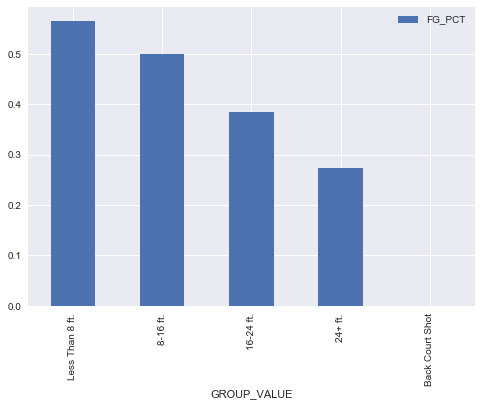 FG_PCT
0.5
0.4
0.3
0.2
0.1
0.0
Less Than 8 ft.
8-16 ft.
16-24 ft.
24+ ft.
Back Court Shot
GROUP_VALUE